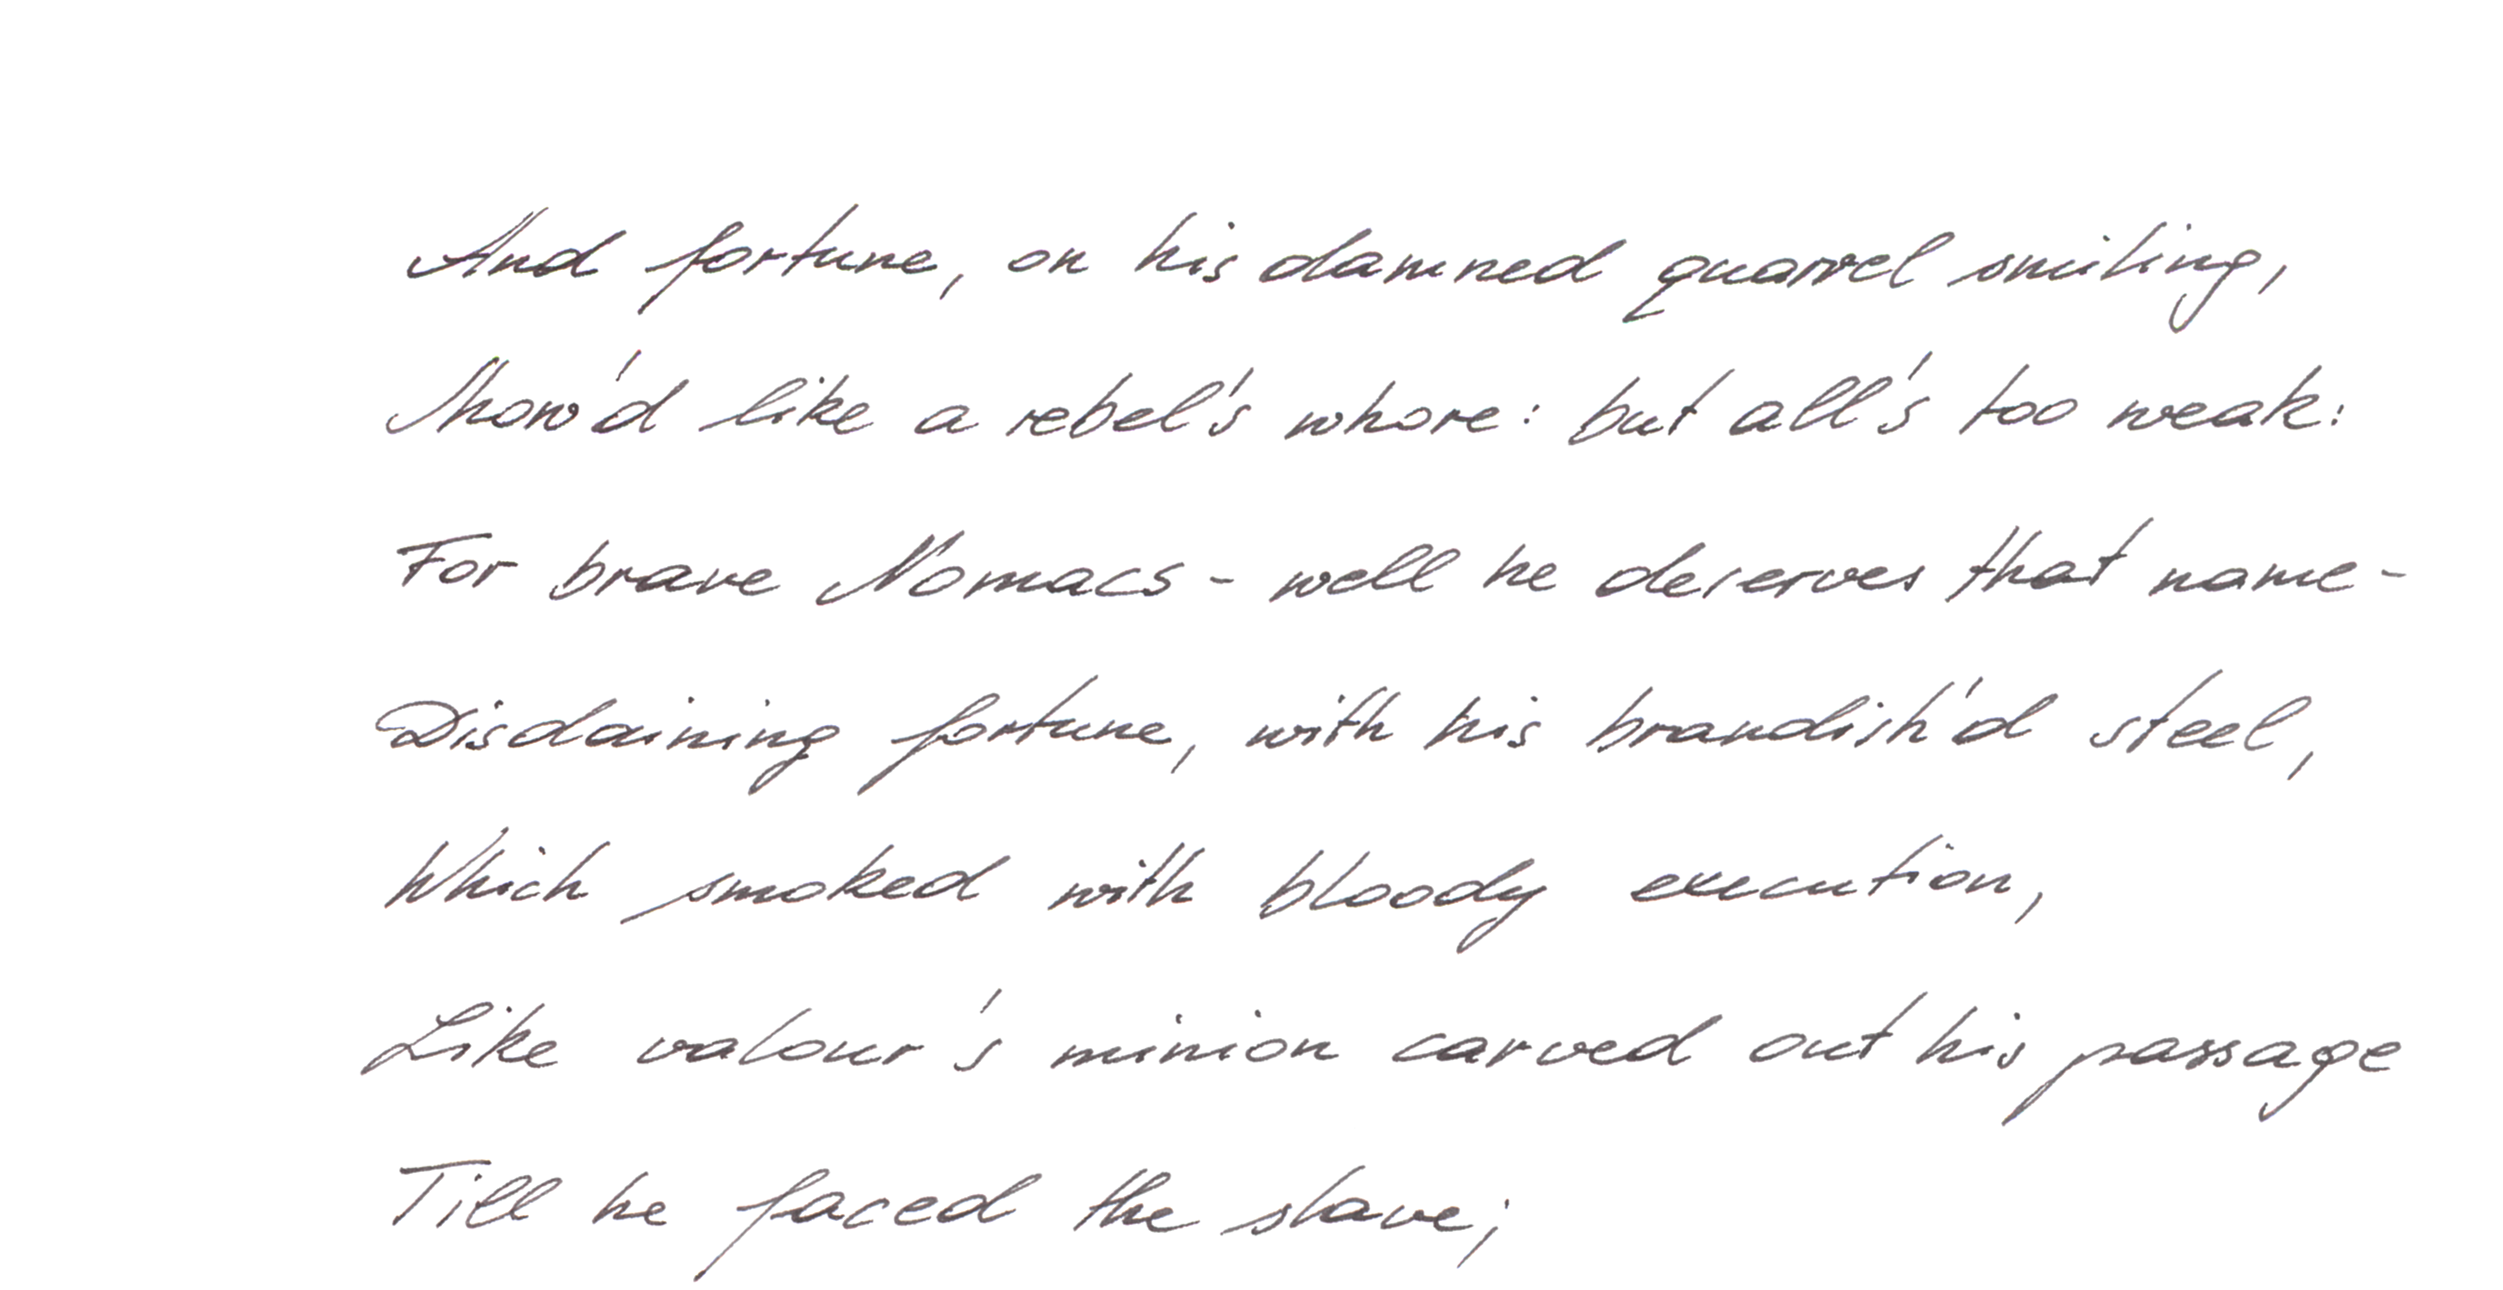 And fortune, on his damned quarrel smiling,
Show'd like a rebel's whore: but all's too weak:
For brave Nomacs - well he deserves that name -
Disdaining fortune, with his brandish'd steel,
Which smoked with bloody execution,
Like valour's minion carved out his passage
Till he faced the slave;